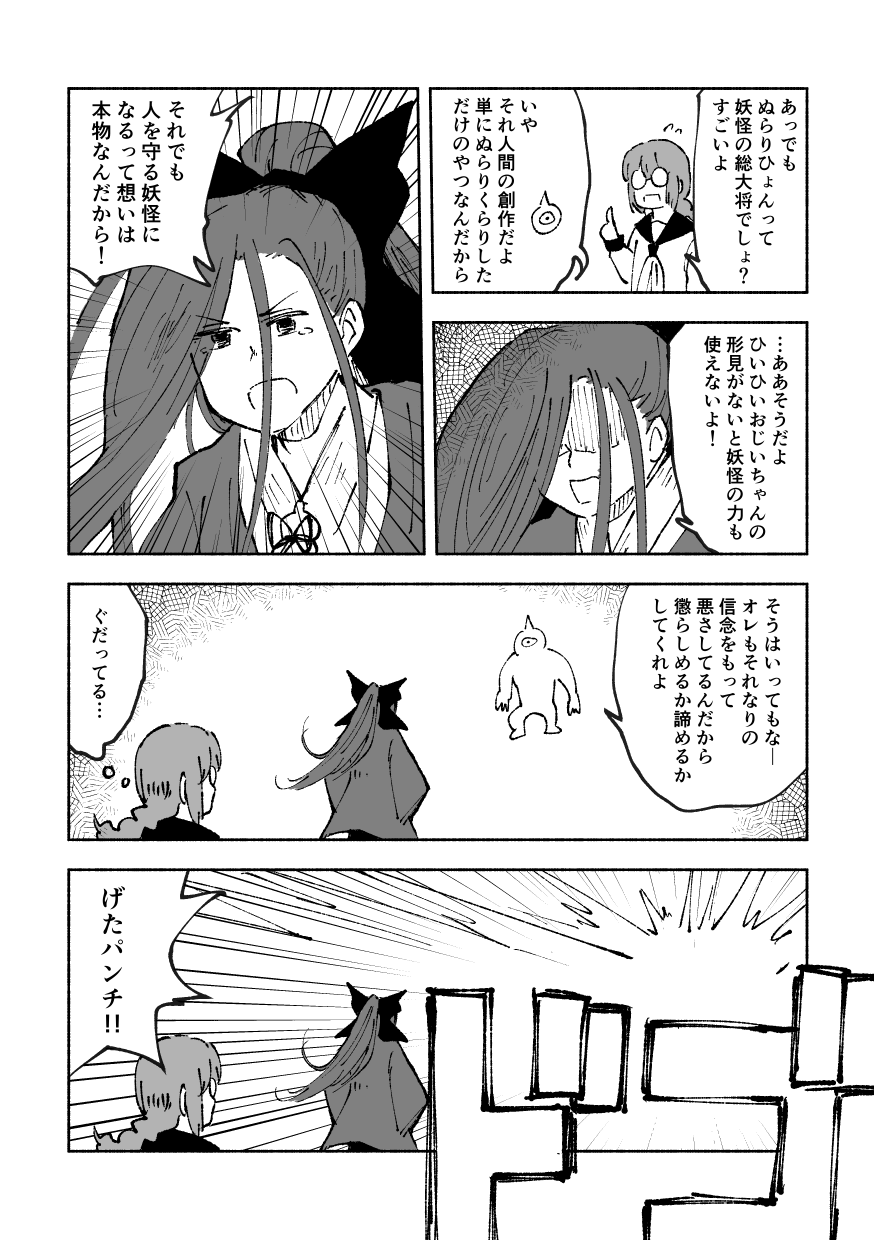 あっでも
ぬらりひょんって
妖怪の総大将でしょ？
すごいよ
いや
それ人間の創作だよ
単にぬらりくらりした
だけのやつなんだから
…ああそうだよ
ひいひいおじいちゃんの
形見がないと妖怪の力も
使えないよ！
それでも
人を守る妖怪に
なるって想いは
本物なんだから！
そうはいってもな―
オレもそれなりの
信念をもって
悪さしてるんだから
懲らしめるか諦めるか
してくれよ
ぐだってる…
げたパンチ!!
ドゴ